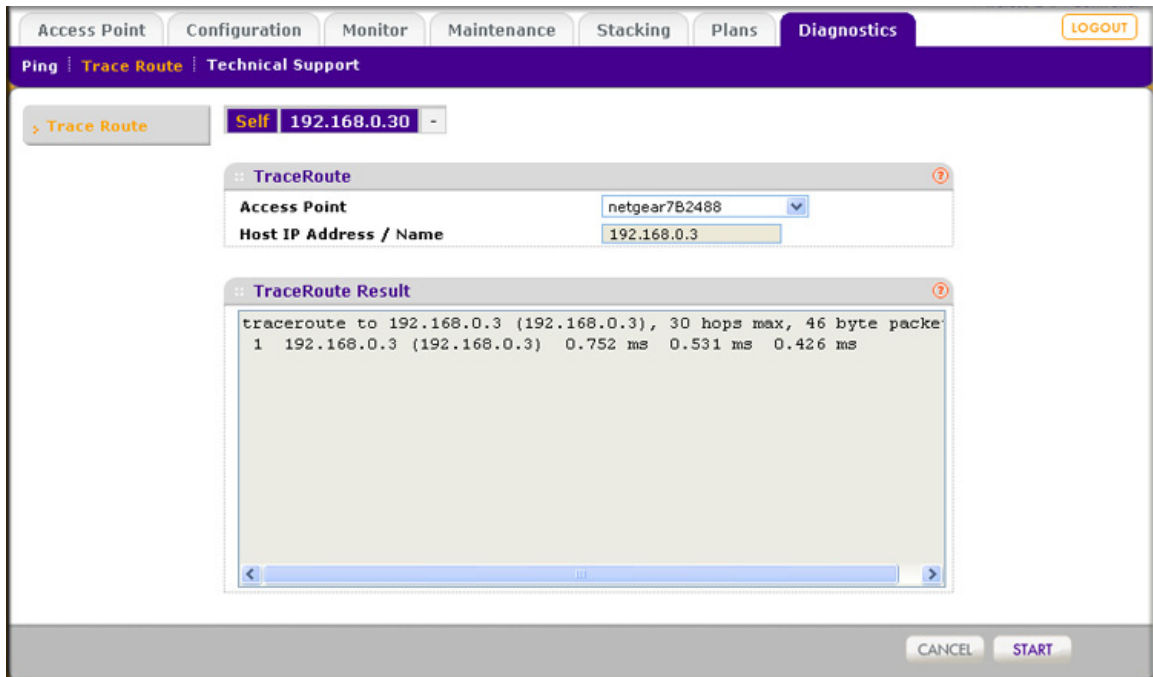 Access Point Configuration Monitor Maintenance Stacking Plans Diagnostics LOGOUT
Ping Trace Route Technical Support
Trace Route
Self 192.168.0.30 -
TraceRoute
Access Point netgear7B2488
Host IP Address / Name 192.168.0.3
TraceRoute Result
traceroute to 192.168.0.3 (192.168.0.3), 30 hops max, 46 byte packe
1 192.168.0.3 (192.168.0.3) 0.752 ms 0.531 ms 0.426 ms
CANCEL START